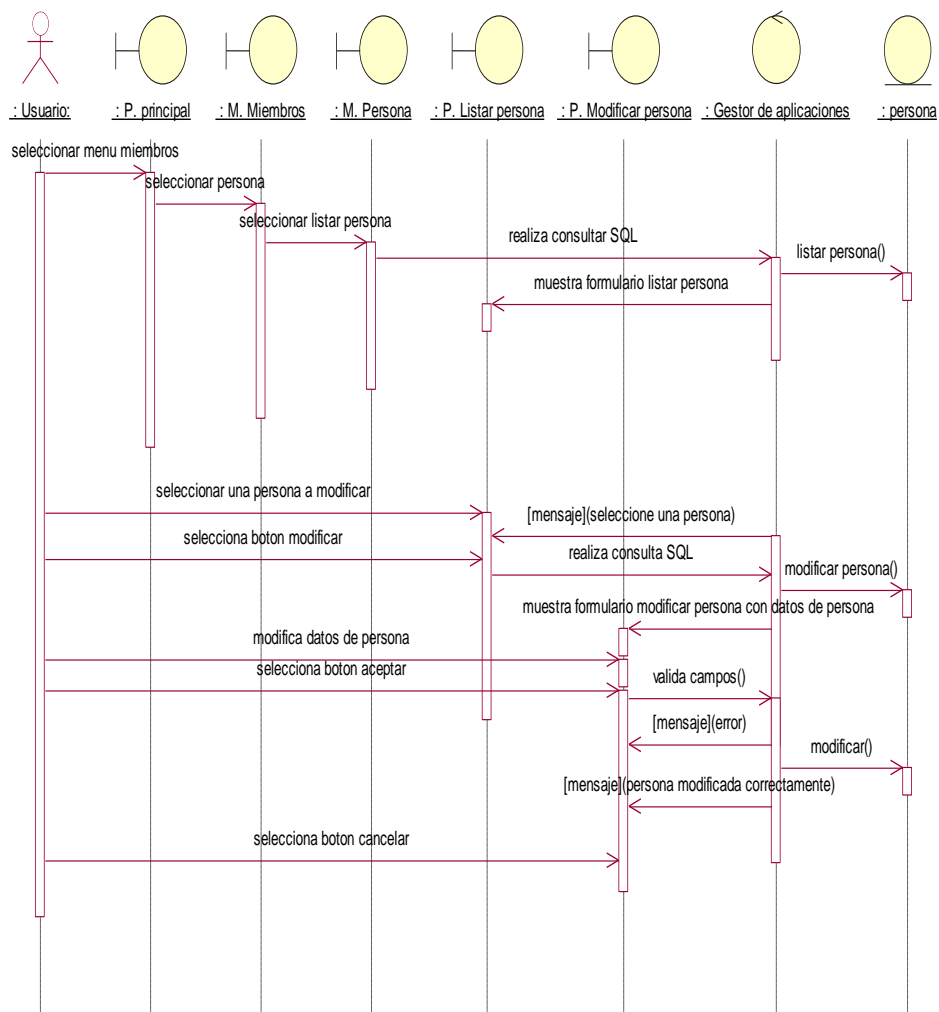 : Usuario:
: P. principal
: M. Miembros
: M. Persona
: P. Listar persona
: P. Modificar persona
: Gestor de aplicaciones
: persona
seleccionar menu miembros
seleccionar persona
seleccionar listar persona
realiza consultar SQL
listar persona()
muestra formulario listar persona
seleccionar una persona a modificar
[mensaje](seleccione una persona)
selecciona boton modificar
realiza consulta SQL
modificar persona()
muestra formulario modificar persona con datos de persona
modifica datos de persona
selecciona boton aceptar
valida campos()
[mensaje](error)
modificar()
[mensaje](persona modificada correctamente)
selecciona boton cancelar